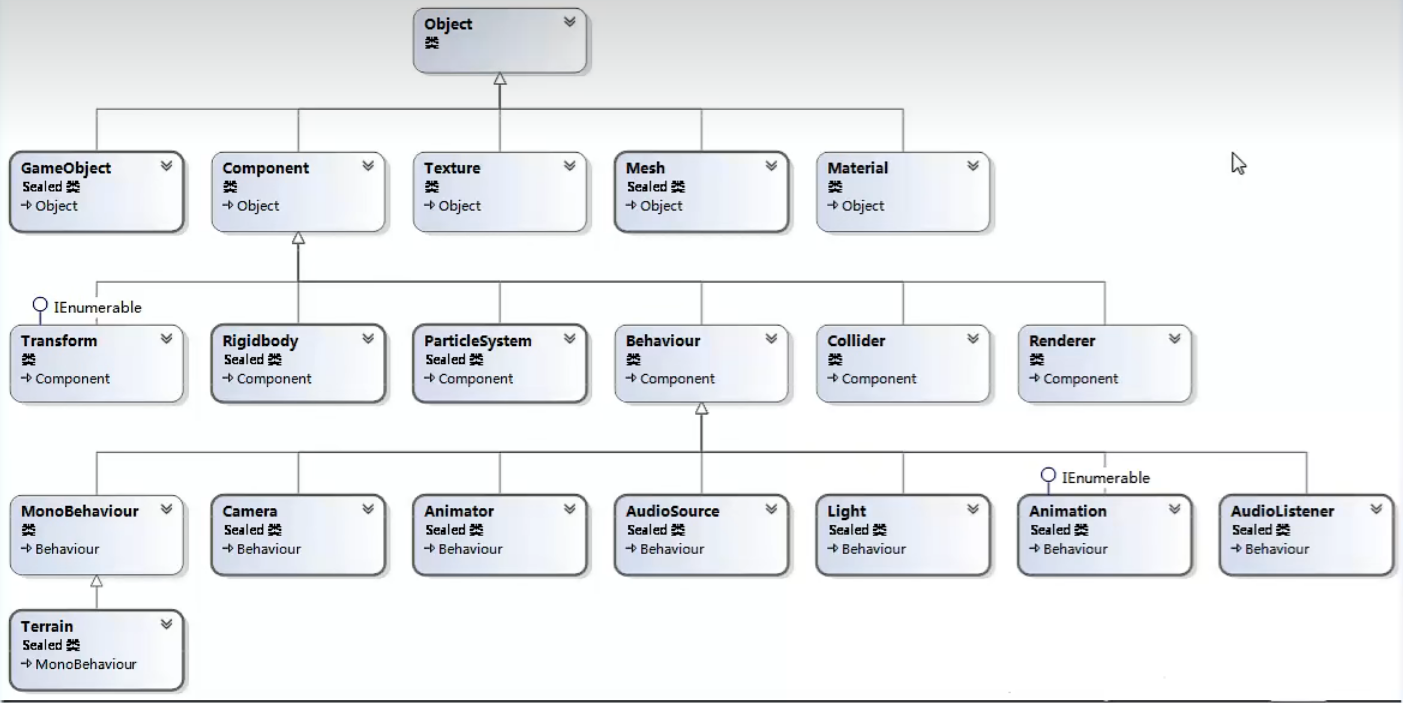 Object
类
GameObject
Sealed 类
Object
Component
类
Object
Texture
类
Object
Mesh
Sealed 类
Object
Material
类
Object
IEnumerable
Transform
类
Component
Rigidbody
Sealed 类
Component
ParticleSystem
Sealed 类
Component
Behaviour
类
Component
Collider
类
Component
Renderer
类
Component
MonoBehaviour
类
Behaviour
Camera
Sealed 类
Behaviour
Animator
Sealed 类
Behaviour
AudioSource
Sealed 类
Behaviour
Light
Sealed 类
Behaviour
IEnumerable
Animation
Sealed 类
Behaviour
AudioListener
Sealed 类
Behaviour
Terrain
Sealed 类
MonoBehaviour